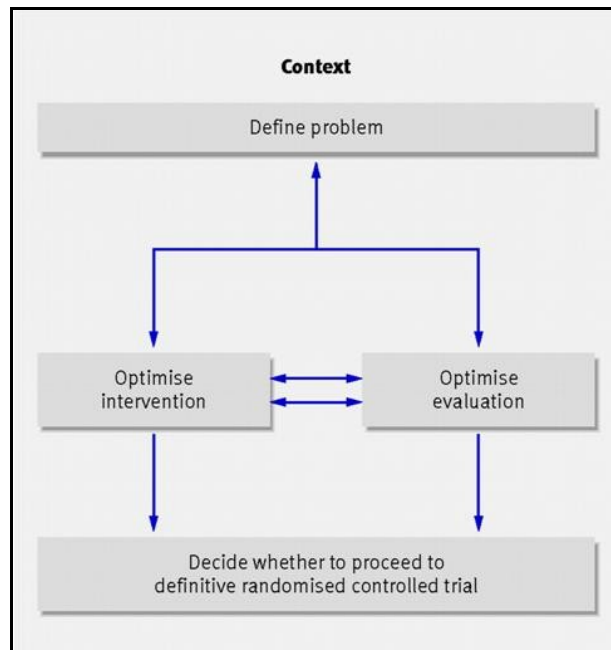 Context
Define problem
Optimise
intervention
Optimise
evaluation
Decide whether to proceed to
definitive randomised controlled trial